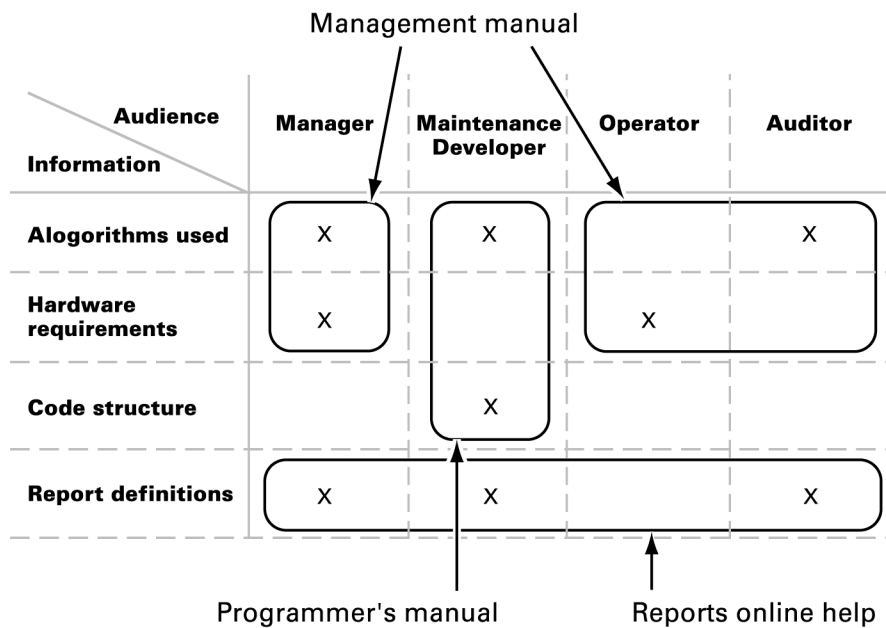 Management manual
Audience
Information
Manager
Maintenance
Developer
Operator
Auditor
Alogorithms used
X X X
Hardware
requirements
X X
Code structure
X
Report definitions
X X X
Programmer's manual
Reports online help